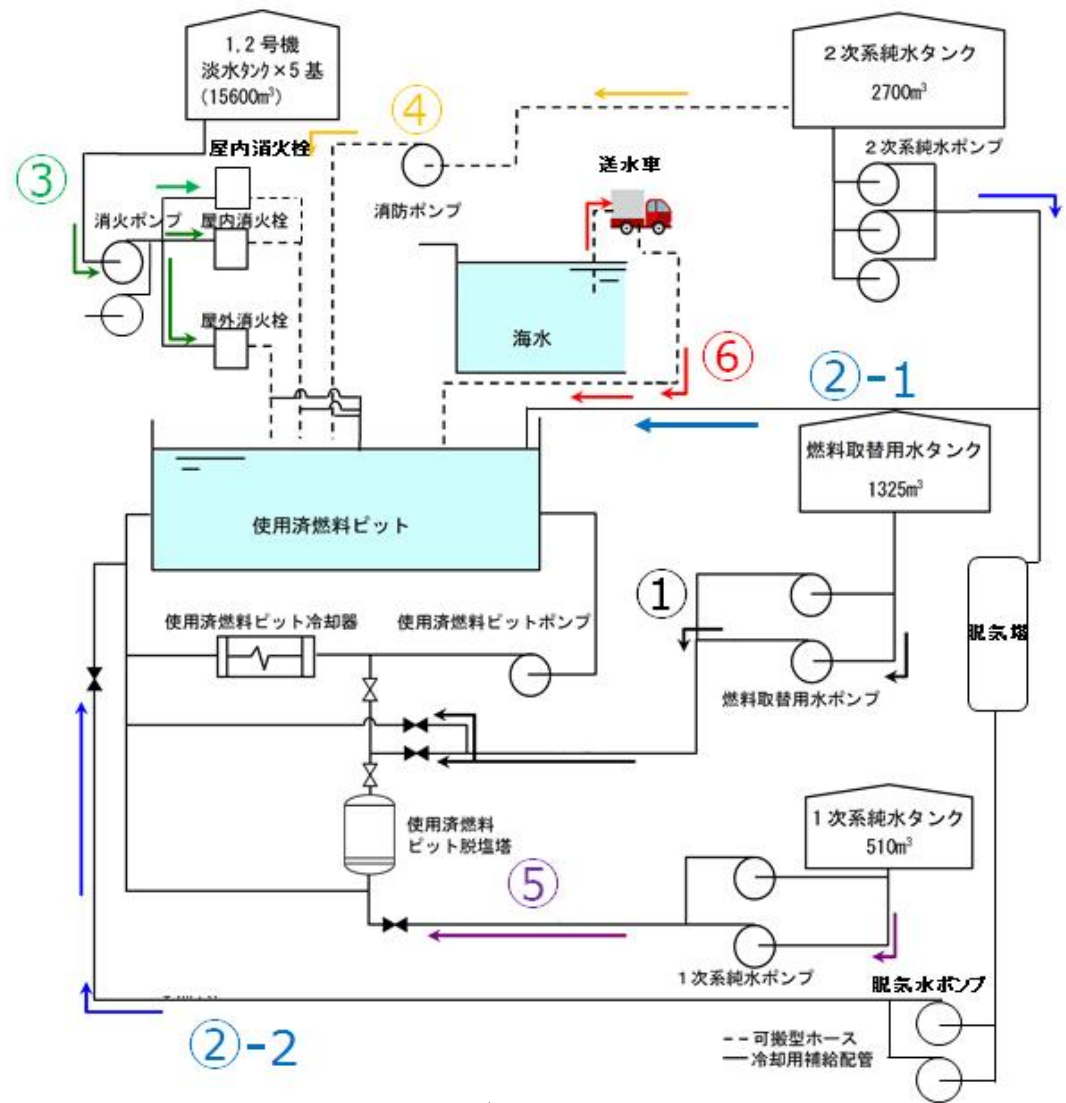 1,2号機
淡水ﾀﾝｸ×5基
(15600m³)
2次系純水タンク
2700m³
④
屋内消火栓
送水車
2次系純水ポンプ
③
消火ポンプ
屋内消火栓
消防ポンプ
屋外消火栓
海水
⑥
②-1
燃料取替用水タンク
1325m³
使用済燃料ピット
①
脱気塔
使用済燃料ピット冷却器
使用済燃料ピットポンプ
燃料取替用水ポンプ
使用済燃料
ピット脱塩塔
1次系純水タンク
510m³
⑤
1次系純水ポンプ
脱気水ポンプ
②-2
--可搬型ホース
―冷却用補給配管